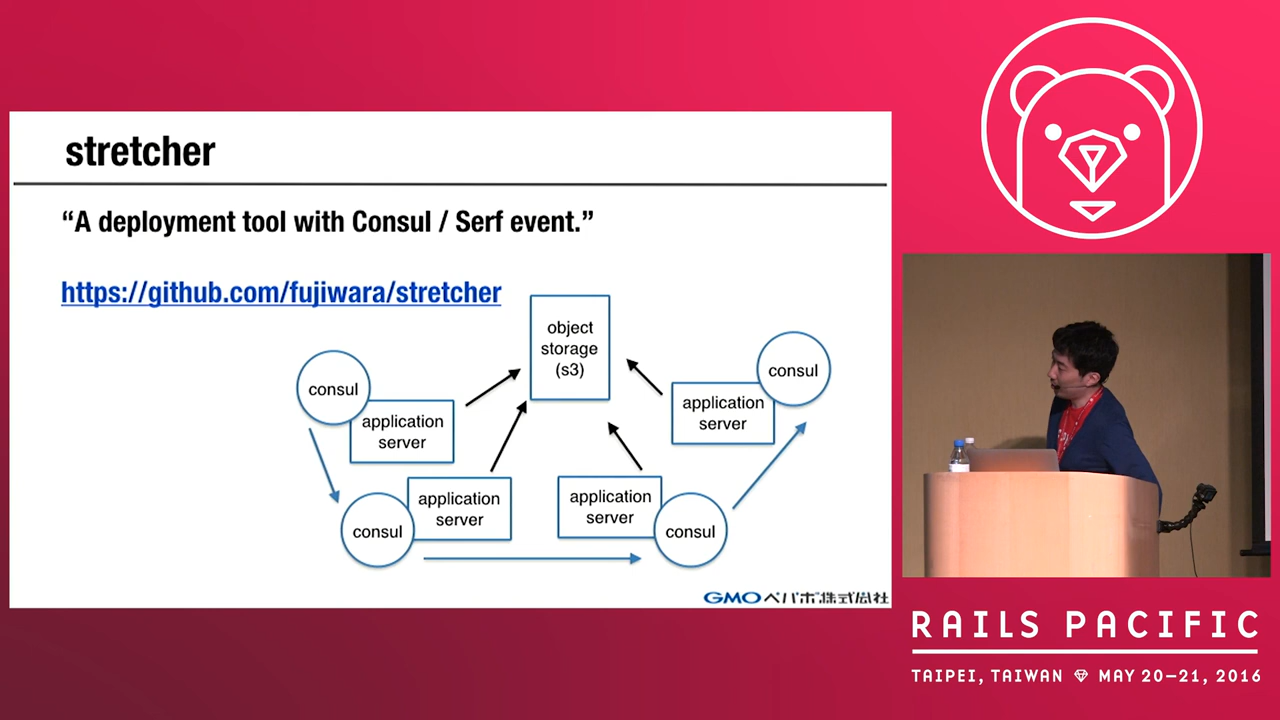 stretcher
“A deployment tool with Consul / Serf event.”
https://github.com/fujiwara/stretcher
object
storage
(s3)
consul
application
server
consul
application
server
application
server
consul
application
server
consul
GMOペパボ株式会社
RAILS PACIFIC
TAIPEI, TAIWAN MAY 20–21, 2016